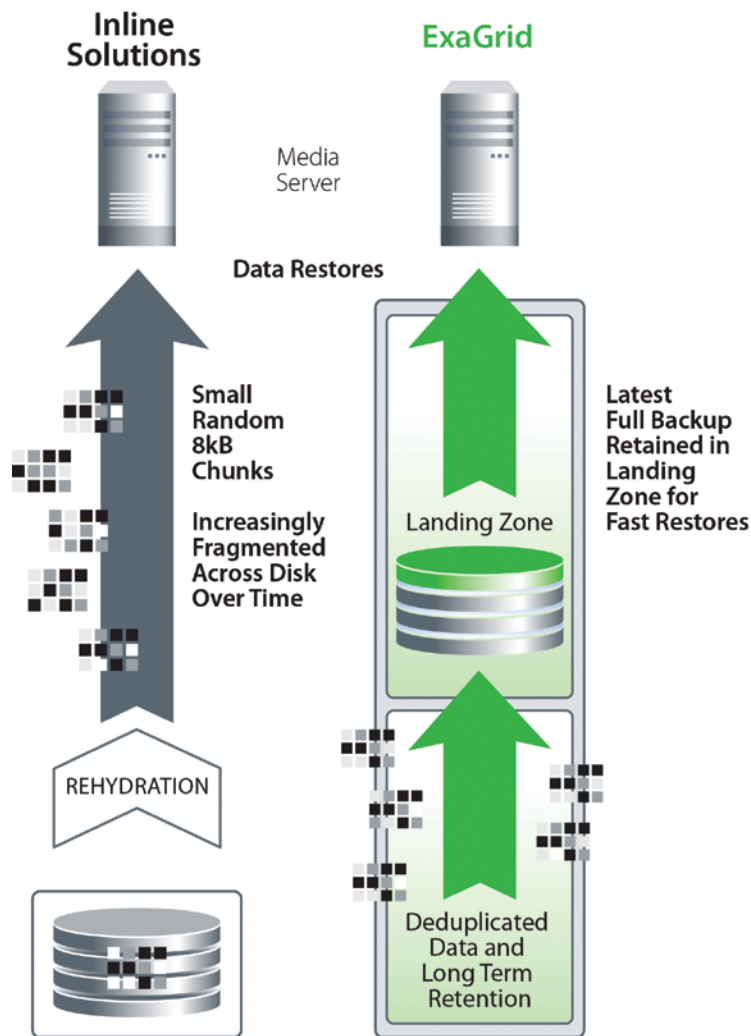 Inline
Solutions
ExaGrid
Media
Server
Data Restores
Small
Random
8kB
Chunks
Increasingly
Fragmented
Across Disk
Over Time
REHYDRATION
Latest
Full Backup
Retained in
Landing
Zone for
Fast Restores
Landing Zone
Deduplicated
Data and
Long Term
Retention